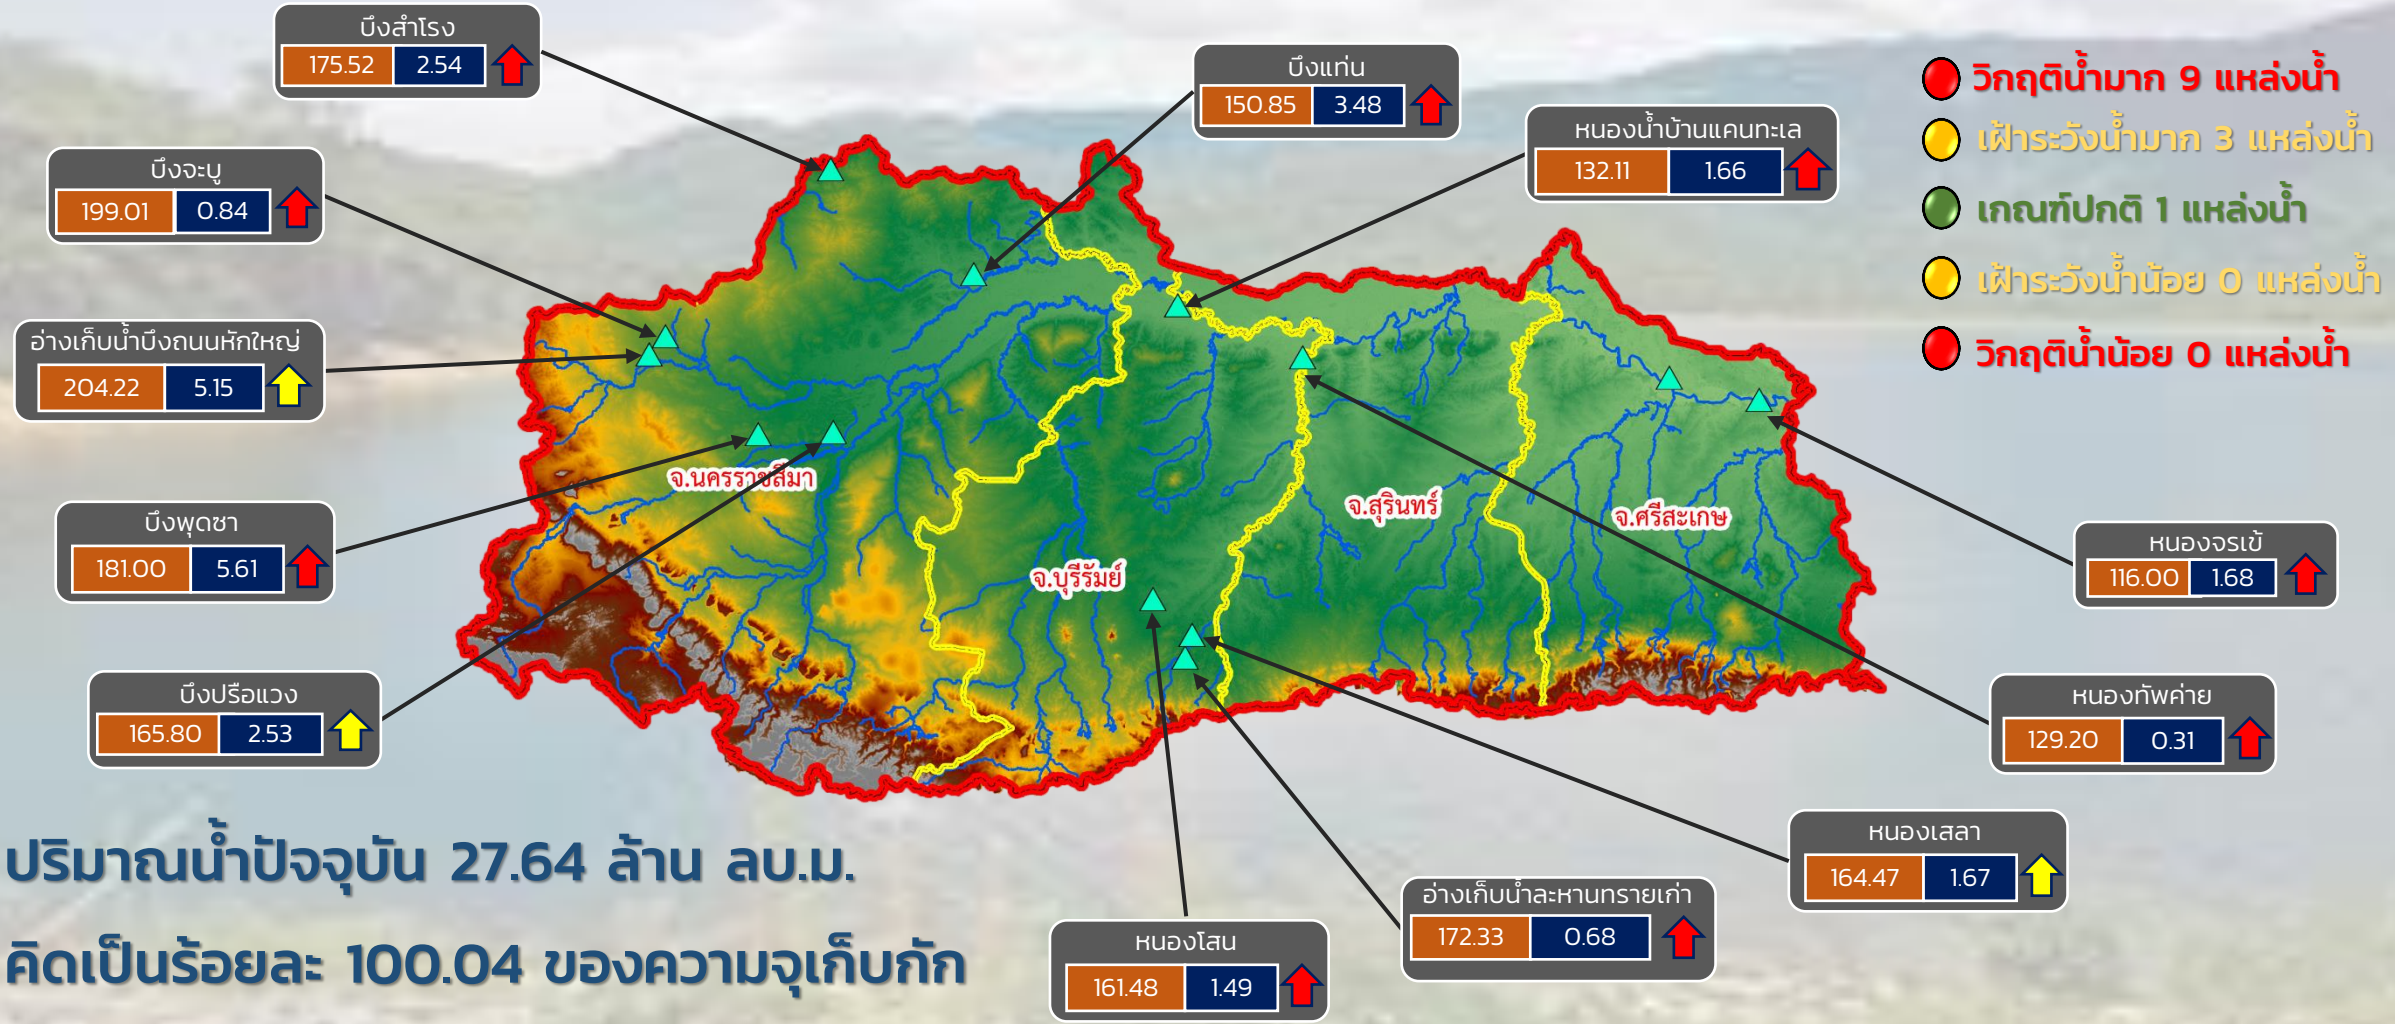 บึงสำโรง
175.52 2.54
บึงแท่น
150.85 3.48
หนองน้ำบ้านแคนทะเล
132.11 1.66
วิกฤติน้ำมาก 9 แหล่งน้ำ
เฝ้าระวังน้ำมาก 3 แหล่งน้ำ
เกณฑ์ปกติ 1 แหล่งน้ำ
เฝ้าระวังน้ำน้อย 0 แหล่งน้ำ
วิกฤติน้ำน้อย 0 แหล่งน้ำ
บึงจะบู
199.01 0.84
อ่างเก็บน้ำบึงถนนหักใหญ่
204.22 5.15
บึงพุดซา
181.00 5.61
บึงปรือแวง
165.80 2.53
จ.นครราชสีมา
จ.บุรีรัมย์
จ.สุรินทร์
จ.ศรีสะเกษ
หนองจรเข้
116.00 1.68
หนองทัพค่าย
129.20 0.31
หนองเสลา
164.47 1.67
อ่างเก็บน้ำละหานทรายเก่า
172.33 0.68
หนองโสน
161.48 1.49
ปริมาณน้ำปัจจุบัน 27.64 ล้าน ลบ.ม.
คิดเป็นร้อยละ 100.04 ของความจุเก็บกัก